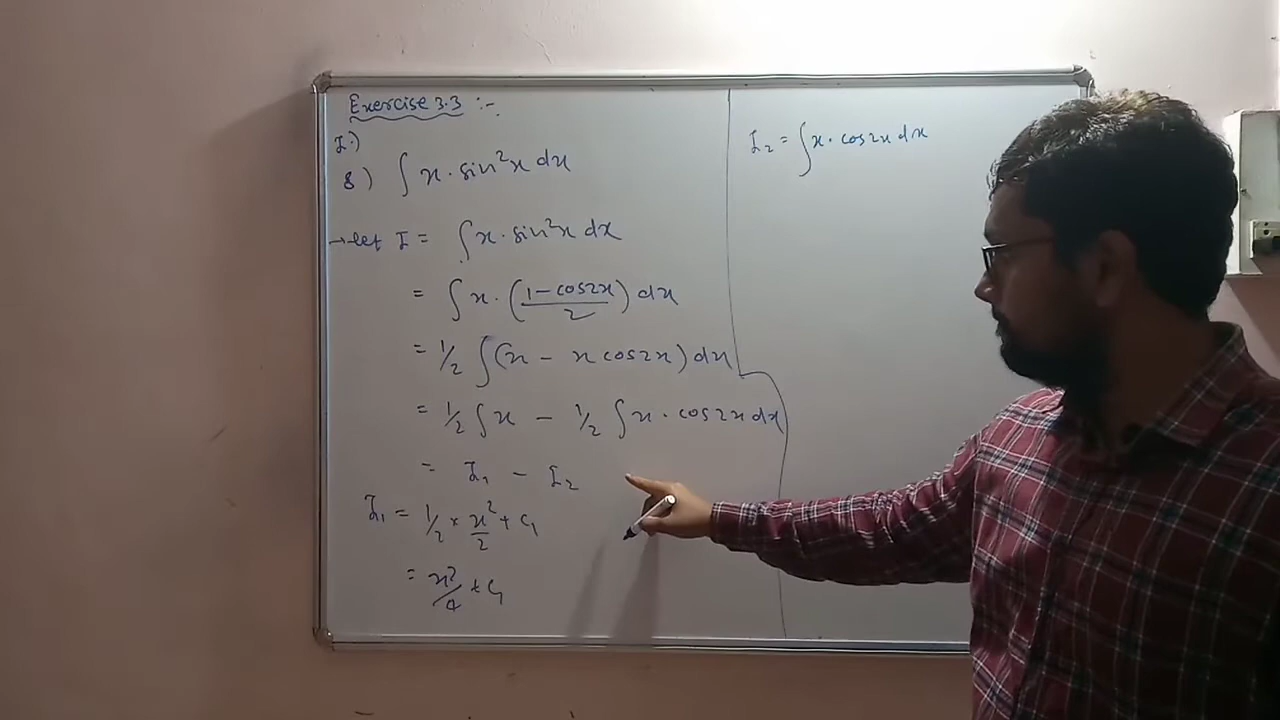 Exercise 3.3 :-
I.)
8) ∫ x · sin²x dx
→ let I = ∫ x · sin²x dx
= ∫ x · (1 - cos2x / 2) dx
= 1/2 ∫ (x - x cos2x) dx
= 1/2 ∫ x - 1/2 ∫ x · cos2x dx
= I₁ - I₂
I₁ = 1/2 × x²/2 + C₁
= x²/4 + C₁
I₂ = ∫ x · cos2x dx